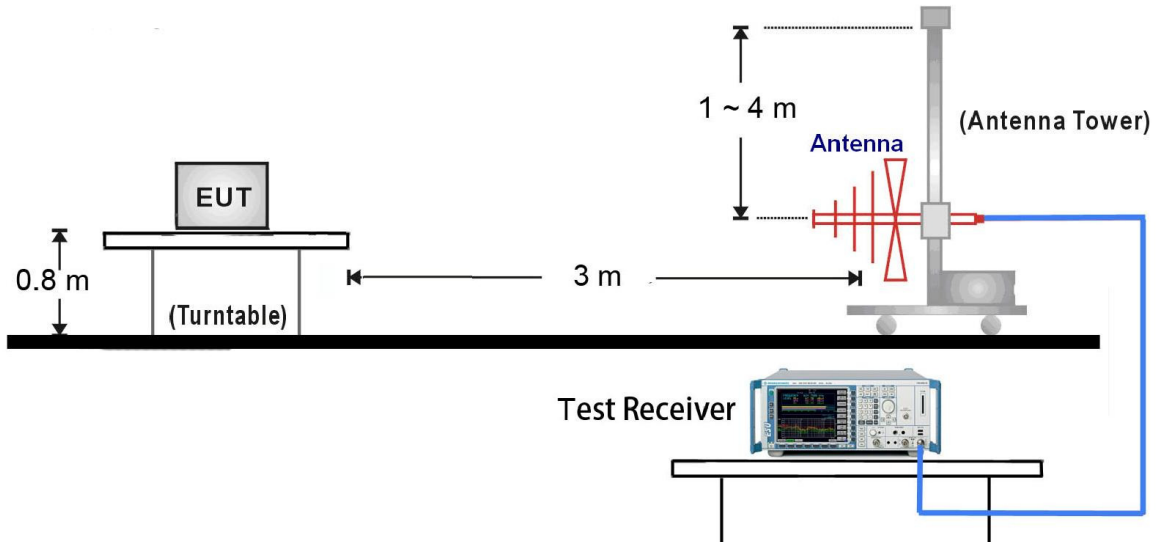 1 ~ 4 m
(Antenna Tower)
Antenna
EUT
0.8 m
3 m
(Turntable)
Test Receiver